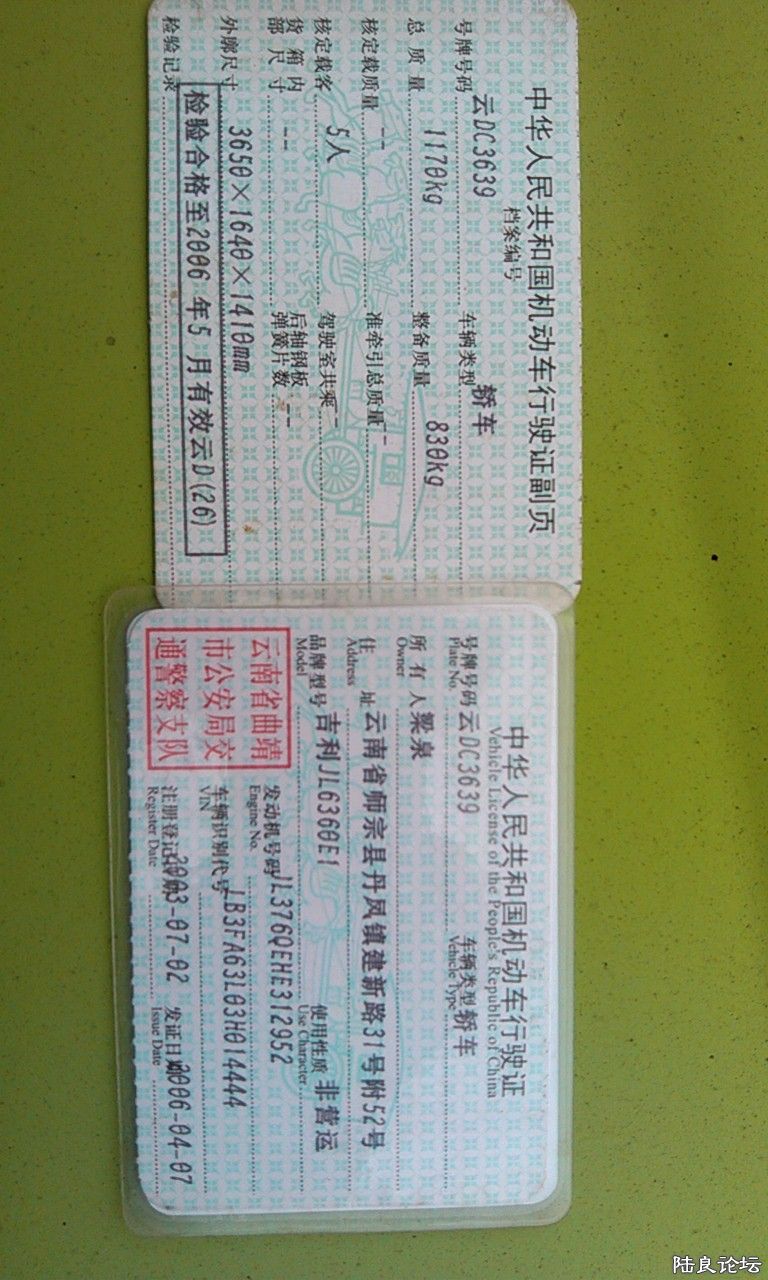 中华人民共和国机动车行驶证副页
档案编号
号牌号码 云DC3639 车辆类型 轿车
总质量 1170kg 整备质量 830kg
核定载质量 -- 准牵引总质量 --
核定载客 5人 驾驶室共乘 --
货箱内部尺寸 -- 后轴钢板弹簧片数 --
外廓尺寸 3650×1640×1410mm
检验记录
检验合格至2006 年5 月有效云D(26)
中华人民共和国机动车行驶证
Vehicle License of the People's Republic of China
号牌号码 云DC3639 车辆类型 轿车
Plate No. Vehicle Type
所有人 梁泉
Owner
住址 云南省师宗县丹凤镇建新路31号附52号
Address
品牌型号 吉利JL6360E1 使用性质 非营运
Model Use Character
云南省曲靖
市公安局交
通警察支队
发动机号码 JL376QEHE312952
Engine No.
车辆识别代号 LB3FA63L03H014444
VIN
注册登记日期 2003-07-02 发证日期 2006-04-07
Register Date Issue Date
陆良论坛